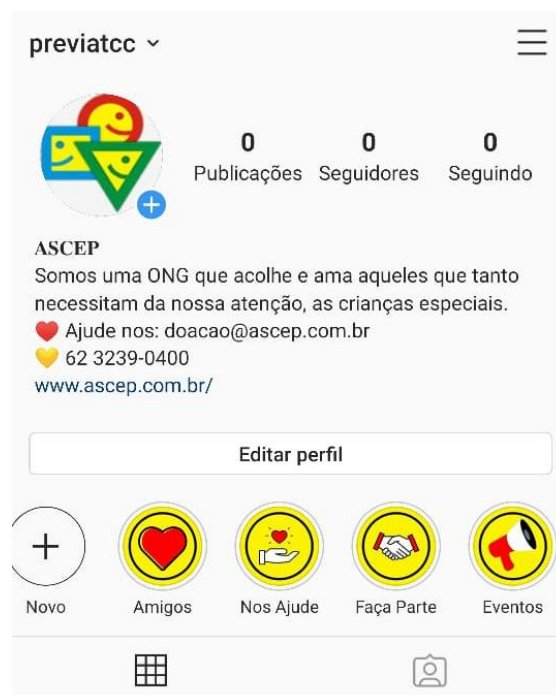 previatcc
0 0 0
Publicações Seguidores Seguindo
ASCEP
Somos uma ONG que acolhe e ama aqueles que tanto
necessitam da nossa atenção, as crianças especiais.
❤️ Ajude nos: doacao@ascep.com.br
💛 62 3239-0400
www.ascep.com.br/
Editar perfil
Novo Amigos Nos Ajude Faça Parte Eventos